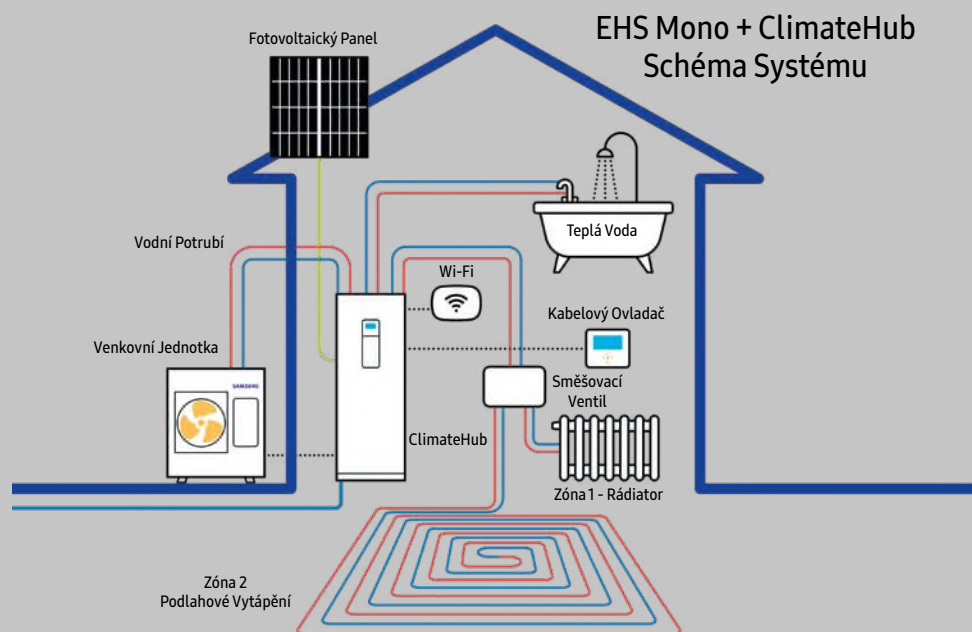 EHS Mono + ClimateHub
Schéma Systému
Fotovoltaický Panel
Teplá Voda
Vodní Potrubí
Wi-Fi
Kabelový Ovladač
Venkovní Jednotka
SAMSUNG
Směšovací
Ventil
ClimateHub
Zóna 1 - Rádiator
Zóna 2
Podlahové Vytápění